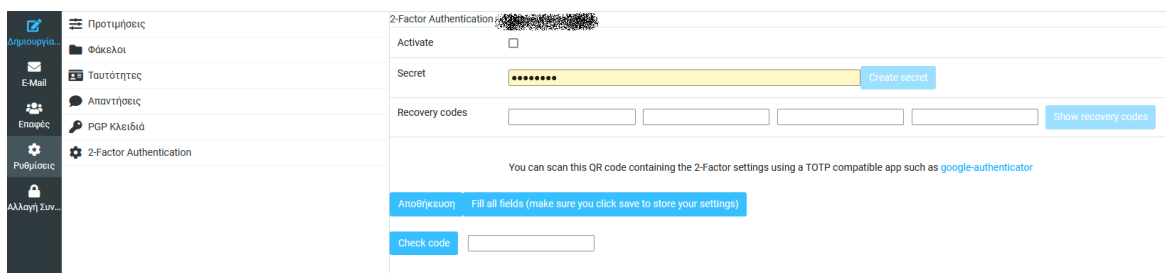 Δημιουργία...
E-Mail
Επαφές
Ρυθμίσεις
Αλλαγή Συν...
Προτιμήσεις
Φάκελοι
Ταυτότητες
Απαντήσεις
PGP Κλειδιά
2-Factor Authentication
2-Factor Authentication
Activate
Secret
Create secret
Recovery codes
Show recovery codes
You can scan this QR code containing the 2-Factor settings using a TOTP compatible app such as google-authenticator
Αποθήκευση Fill all fields (make sure you click save to store your settings)
Check code